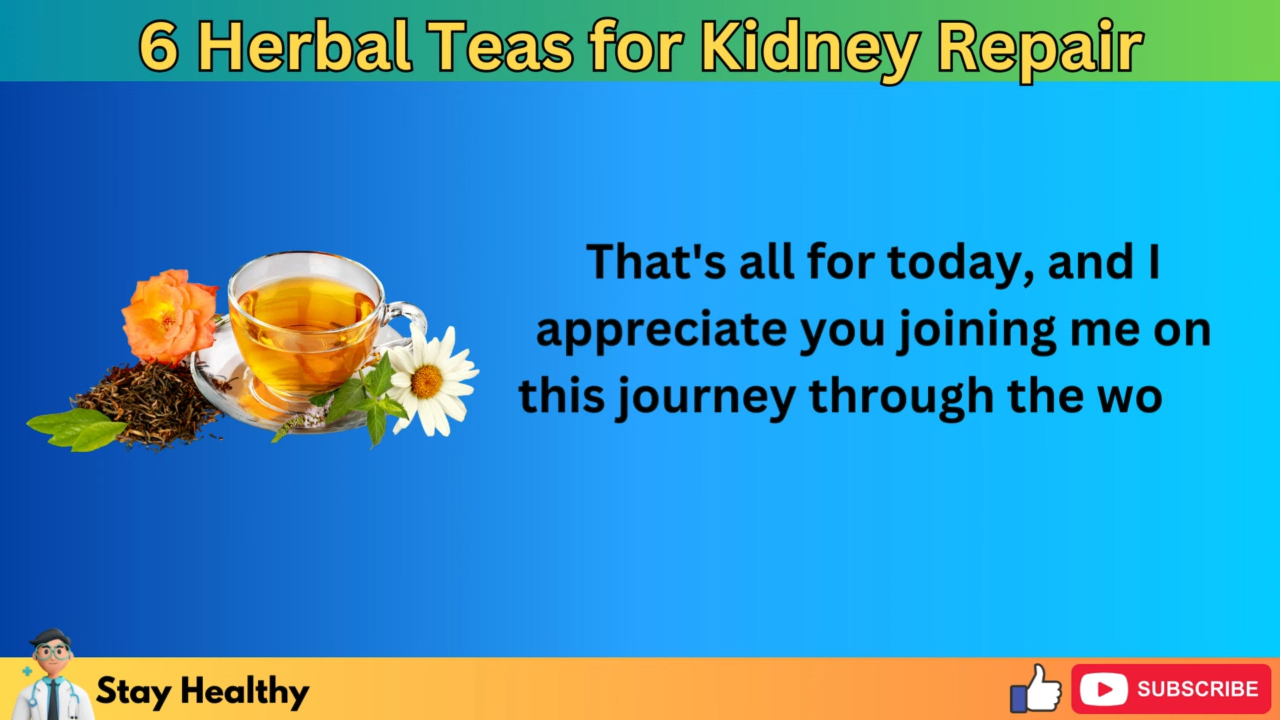 6 Herbal Teas for Kidney Repair
That's all for today, and I
appreciate you joining me on
this journey through the wo
Stay Healthy
SUBSCRIBE